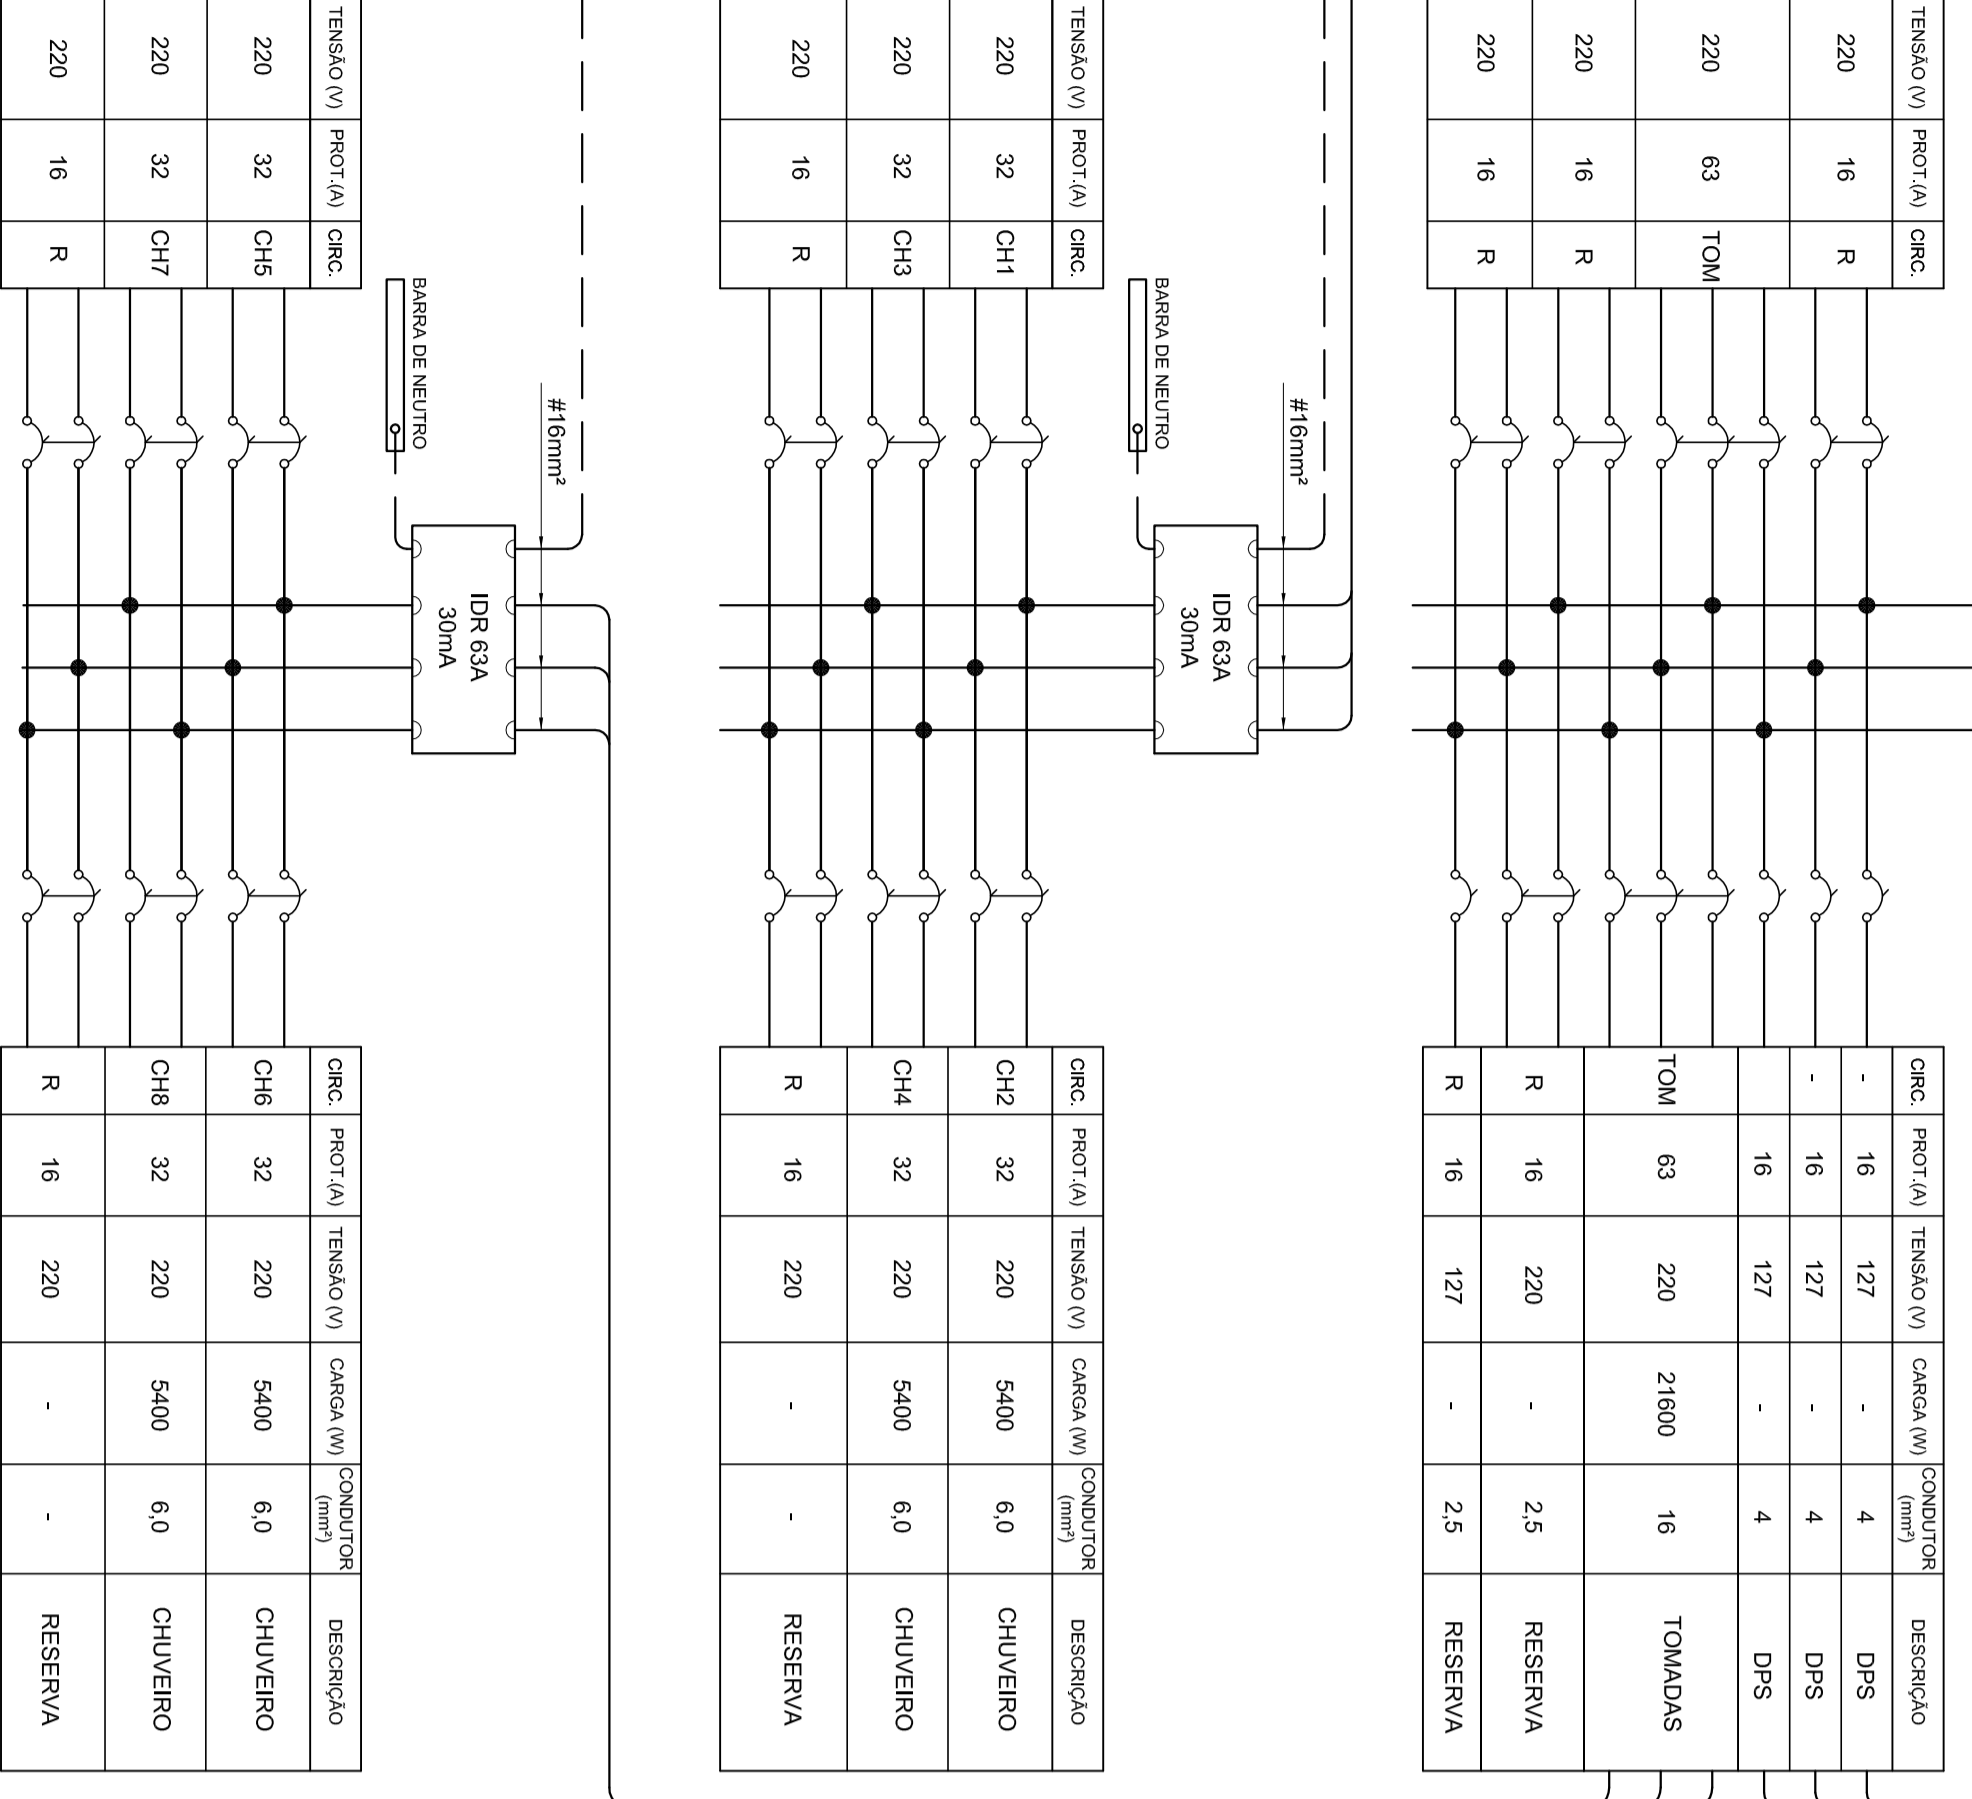 TENSÃO (V) PROT.(A) CIRC.
220 16 R
220 63 TOM
220 16 R
220 16 R
CIRC. PROT.(A) TENSÃO (V) CARGA (W) CONDUTOR (mm²) DESCRIÇÃO
- 16 127 - 4 DPS
- 16 127 - 4 DPS
16 127 - 4 DPS
TOM 63 220 21600 16 TOMADAS
R 16 220 - 2,5 RESERVA
R 16 127 - 2,5 RESERVA
#16mm²
IDR 63A
30mA
BARRA DE NEUTRO
TENSÃO (V) PROT.(A) CIRC.
220 32 CH1
220 32 CH3
220 16 R
CIRC. PROT.(A) TENSÃO (V) CARGA (W) CONDUTOR (mm²) DESCRIÇÃO
CH2 32 220 5400 6,0 CHUVEIRO
CH4 32 220 5400 6,0 CHUVEIRO
R 16 220 - - RESERVA
#16mm²
IDR 63A
30mA
BARRA DE NEUTRO
TENSÃO (V) PROT.(A) CIRC.
220 32 CH5
220 32 CH7
220 16 R
CIRC. PROT.(A) TENSÃO (V) CARGA (W) CONDUTOR (mm²) DESCRIÇÃO
CH6 32 220 5400 6,0 CHUVEIRO
CH8 32 220 5400 6,0 CHUVEIRO
R 16 220 - - RESERVA